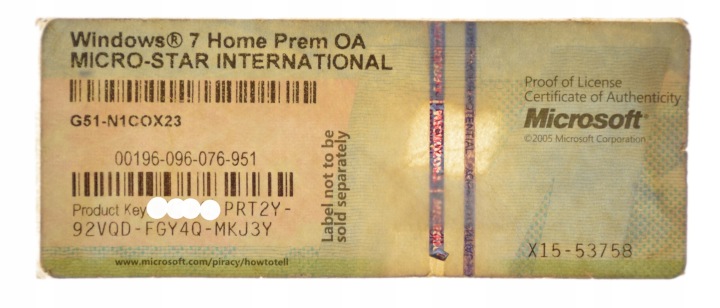 Windows® 7 Home Prem OA
MICRO-STAR INTERNATIONAL
G51-N1COX23
00196-096-076-951
Product Key PRT2Y-
92VQD-FGY4Q-MKJ3Y
www.microsoft.com/piracy/howtotell
Label not to be
sold separately
Proof of License
Certificate of Authenticity
Microsoft®
©2005 Microsoft Corporation
X15-53758